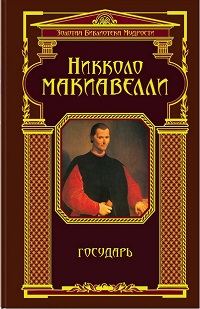 Золотая Библиотека Мудрости
Никколо
МАКИАВЕЛЛИ
ГОСУДАРЬ